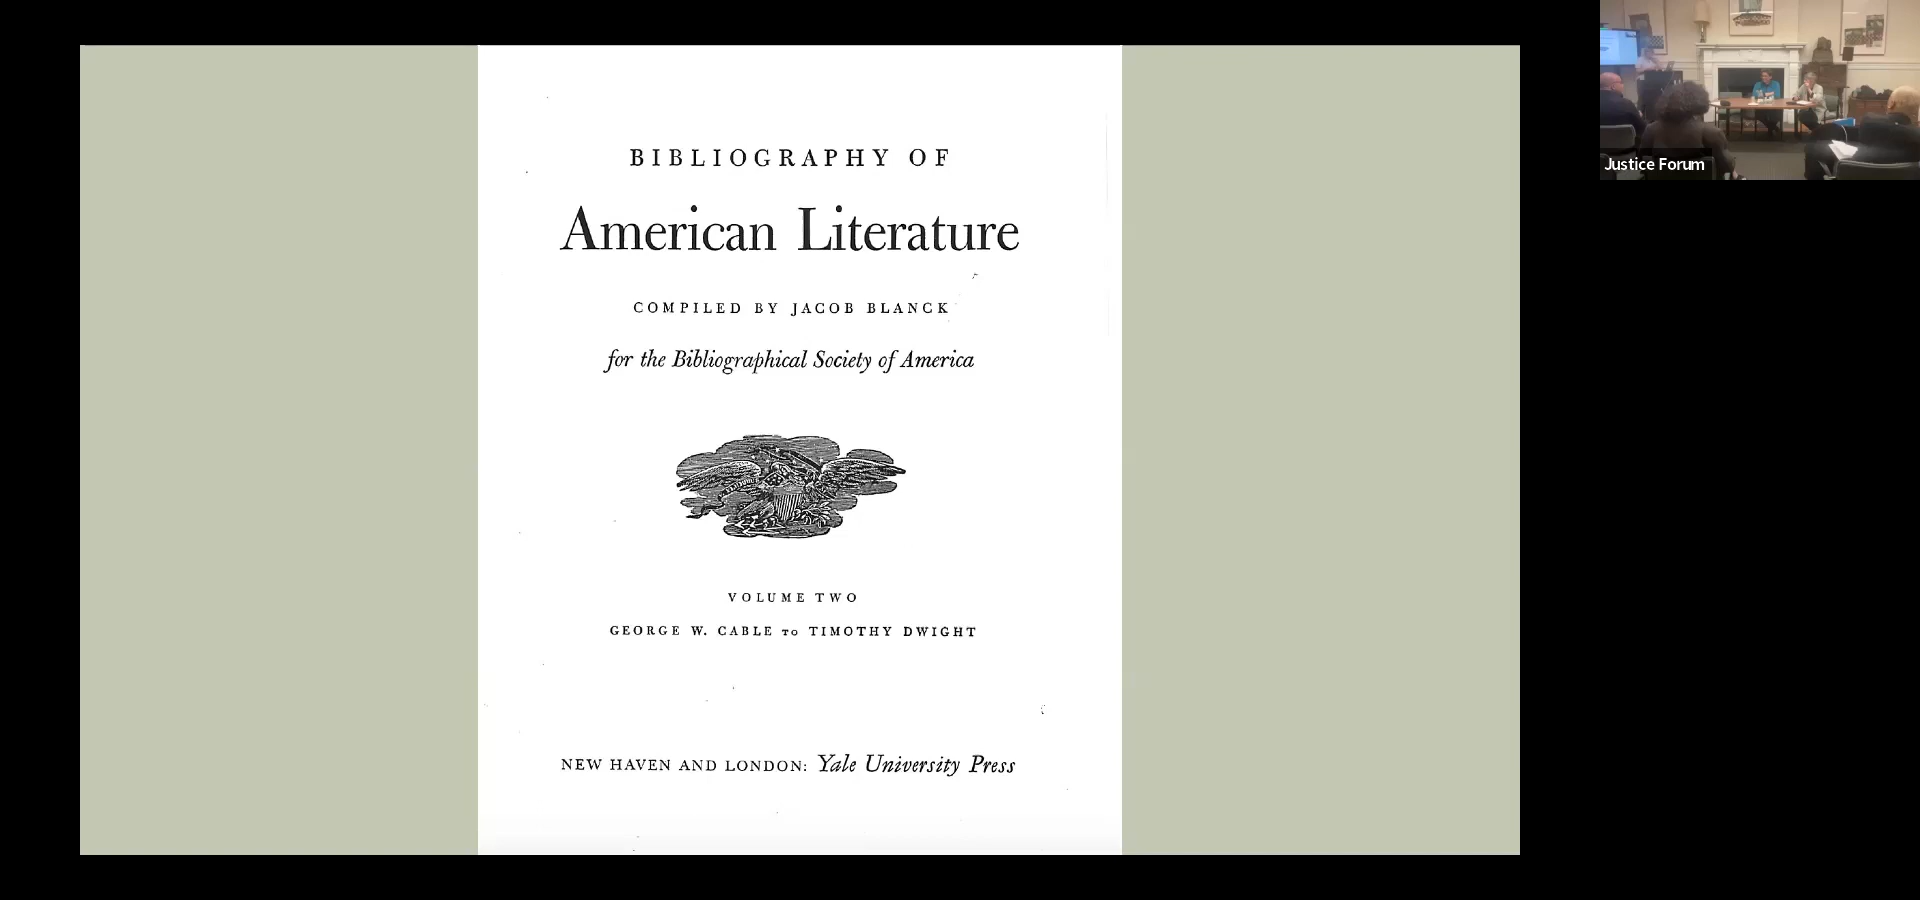 BIBLIOGRAPHY OF
American Literature
COMPILED BY JACOB BLANCK
for the Bibliographical Society of America
VOLUME TWO
GEORGE W. CABLE TO TIMOTHY DWIGHT
NEW HAVEN AND LONDON: Yale University Press
Justice Forum